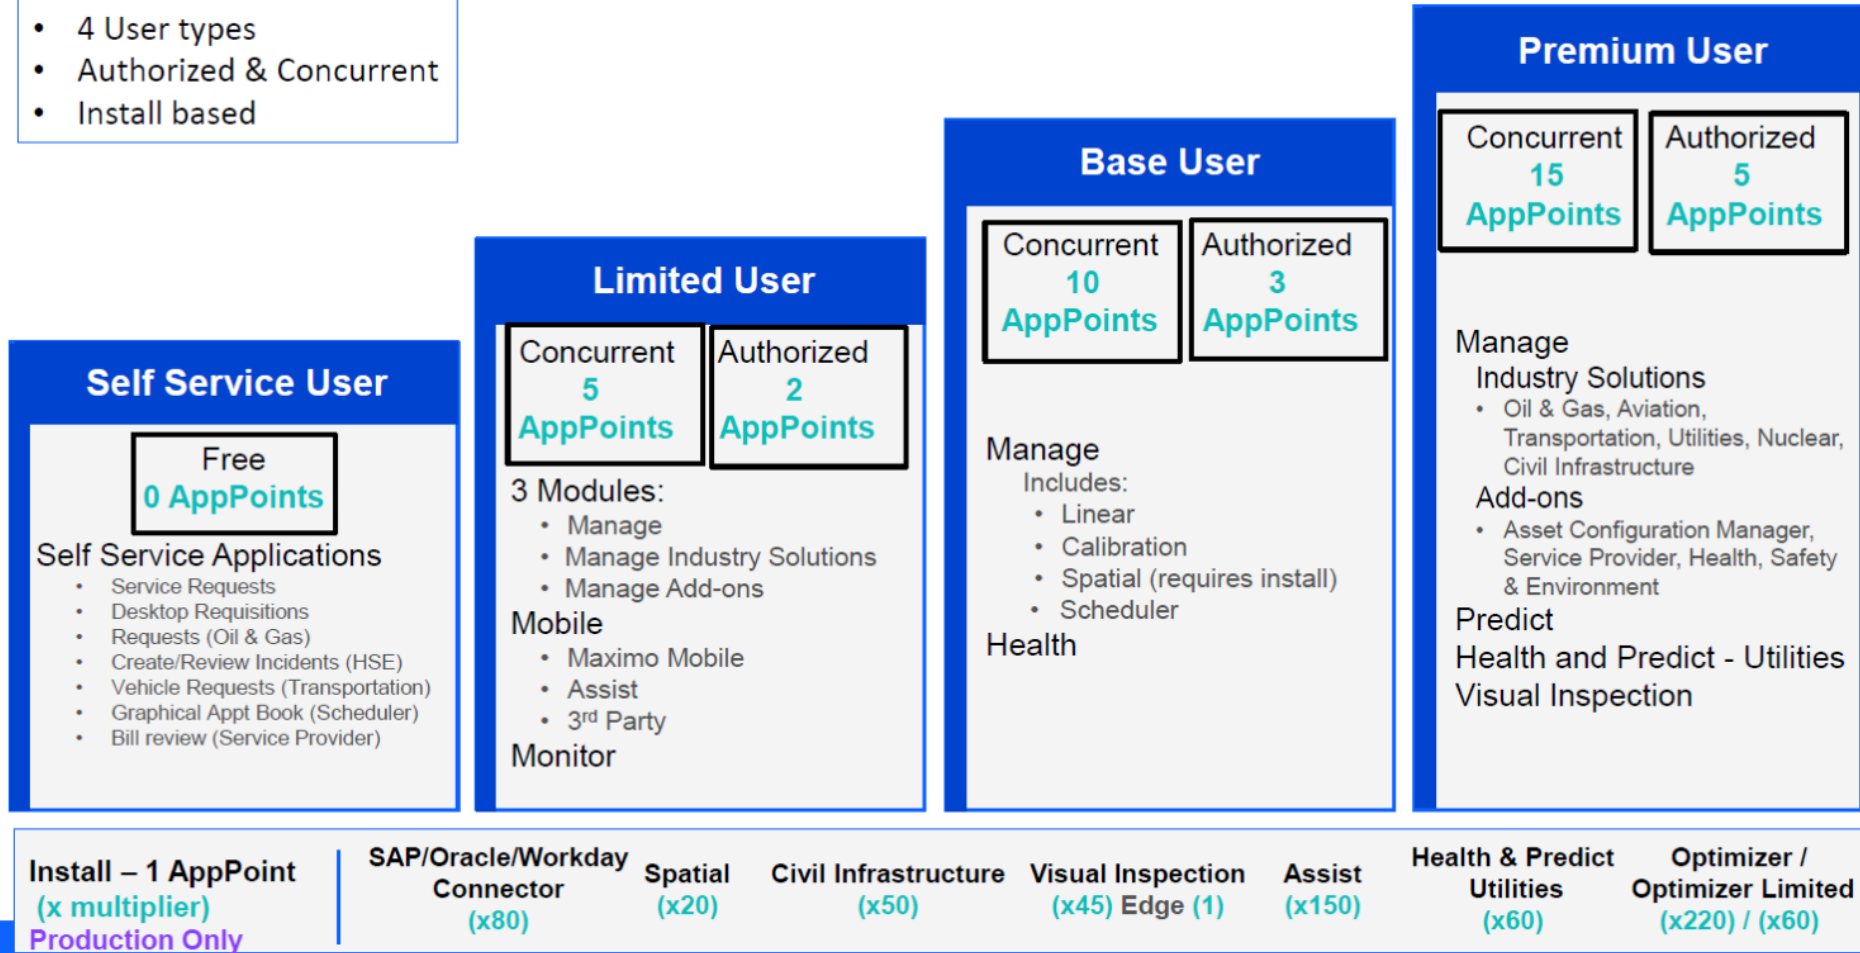 • 4 User types
• Authorized & Concurrent
• Install based
Self Service User
Free
0 AppPoints
Self Service Applications
• Service Requests
• Desktop Requisitions
• Requests (Oil & Gas)
• Create/Review Incidents (HSE)
• Vehicle Requests (Transportation)
• Graphical Appt Book (Scheduler)
• Bill review (Service Provider)
Limited User
Concurrent
5
AppPoints
Authorized
2
AppPoints
3 Modules:
• Manage
• Manage Industry Solutions
• Manage Add-ons
Mobile
• Maximo Mobile
• Assist
• 3rd Party
Monitor
Base User
Concurrent
10
AppPoints
Authorized
3
AppPoints
Manage
Includes:
• Linear
• Calibration
• Spatial (requires install)
• Scheduler
Health
Premium User
Concurrent
15
AppPoints
Authorized
5
AppPoints
Manage
Industry Solutions
• Oil & Gas, Aviation,
Transportation, Utilities, Nuclear,
Civil Infrastructure
Add-ons
• Asset Configuration Manager,
Service Provider, Health, Safety
& Environment
Predict
Health and Predict - Utilities
Visual Inspection
Install – 1 AppPoint
(x multiplier)
Production Only
SAP/Oracle/Workday
Connector
(x80)
Spatial
(x20)
Civil Infrastructure
(x50)
Visual Inspection
(x45) Edge (1)
Assist
(x150)
Health & Predict
Utilities
(x60)
Optimizer /
Optimizer Limited
(x220) / (x60)